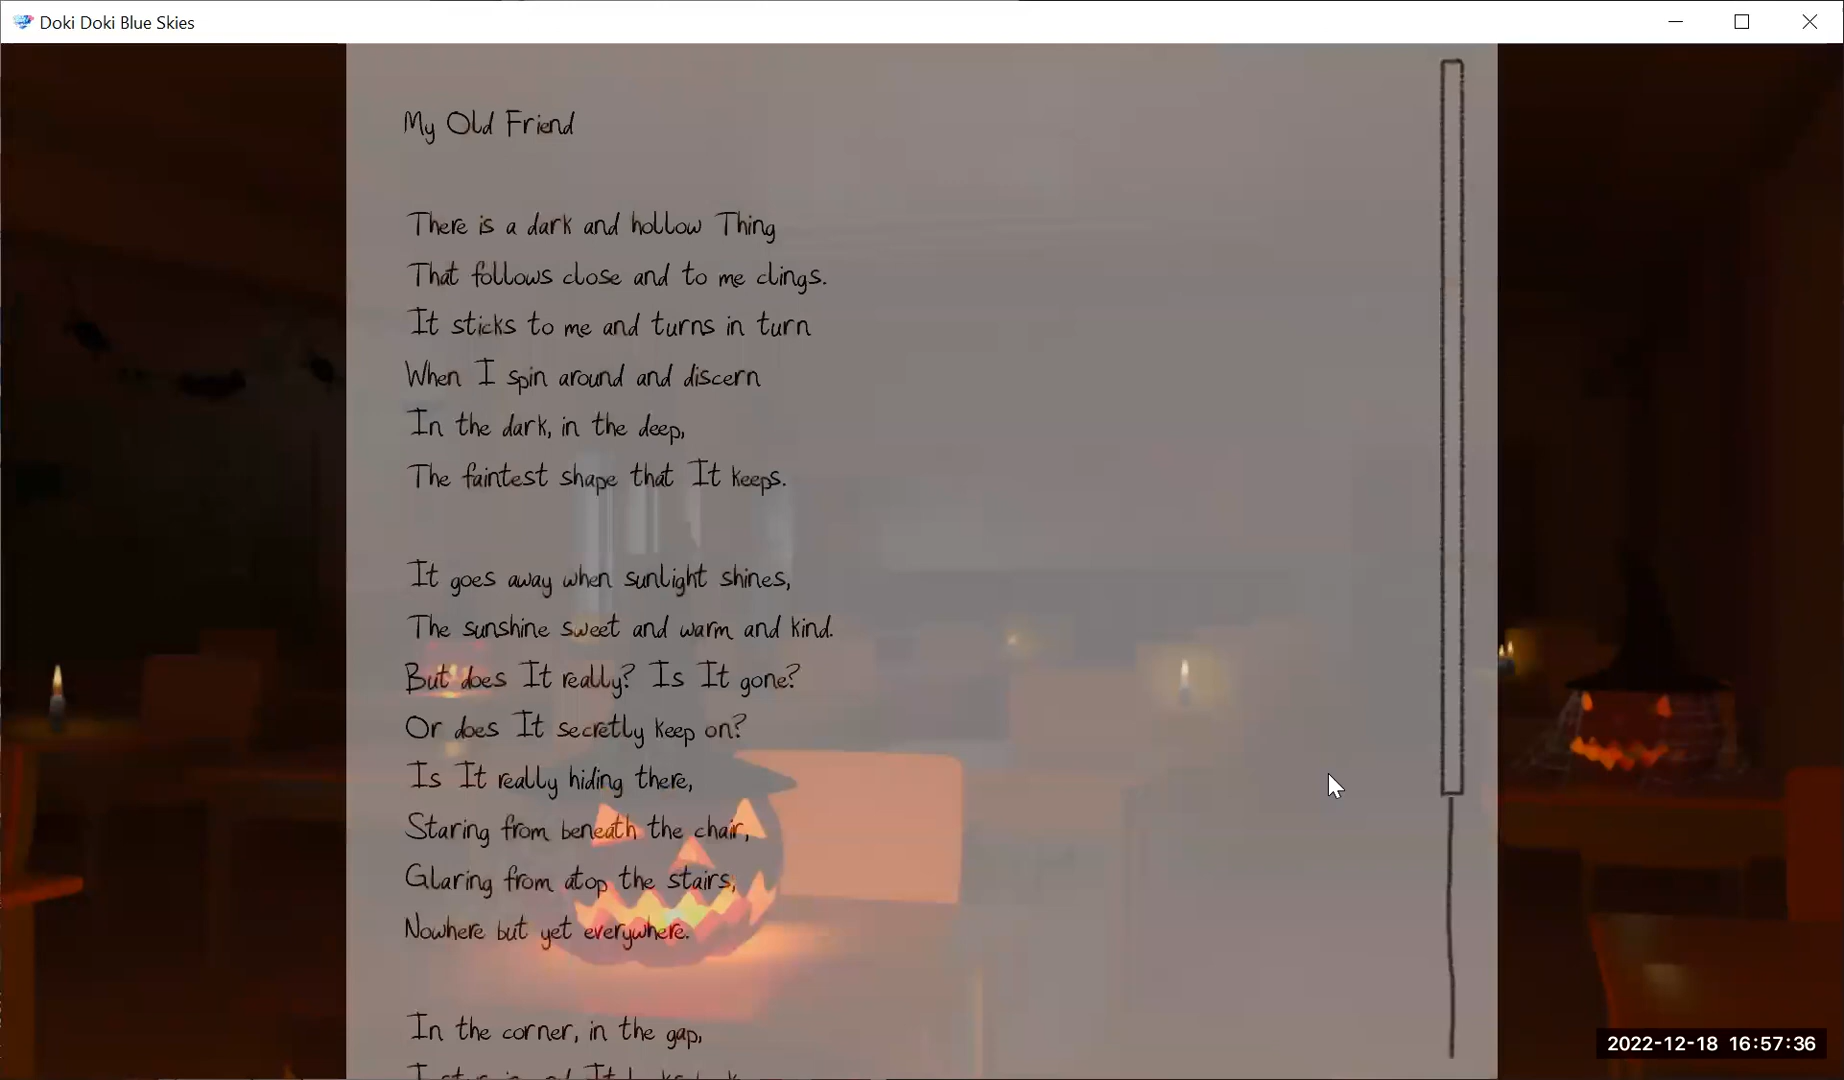 Doki Doki Blue Skies
My Old Friend
There is a dark and hollow Thing
That follows close and to me clings.
It sticks to me and turns in turn
When I spin around and discern
In the dark, in the deep,
The faintest shape that It keeps.
It goes away when sunlight shines,
The sunshine sweet and warm and kind.
But does It really? Is It gone?
Or does It secretly keep on?
Is It really hiding there,
Staring from beneath the chair,
Glaring from atop the stairs,
Nowhere but yet everywhere.
In the corner, in the gap,
2022-12-18 16:57:36